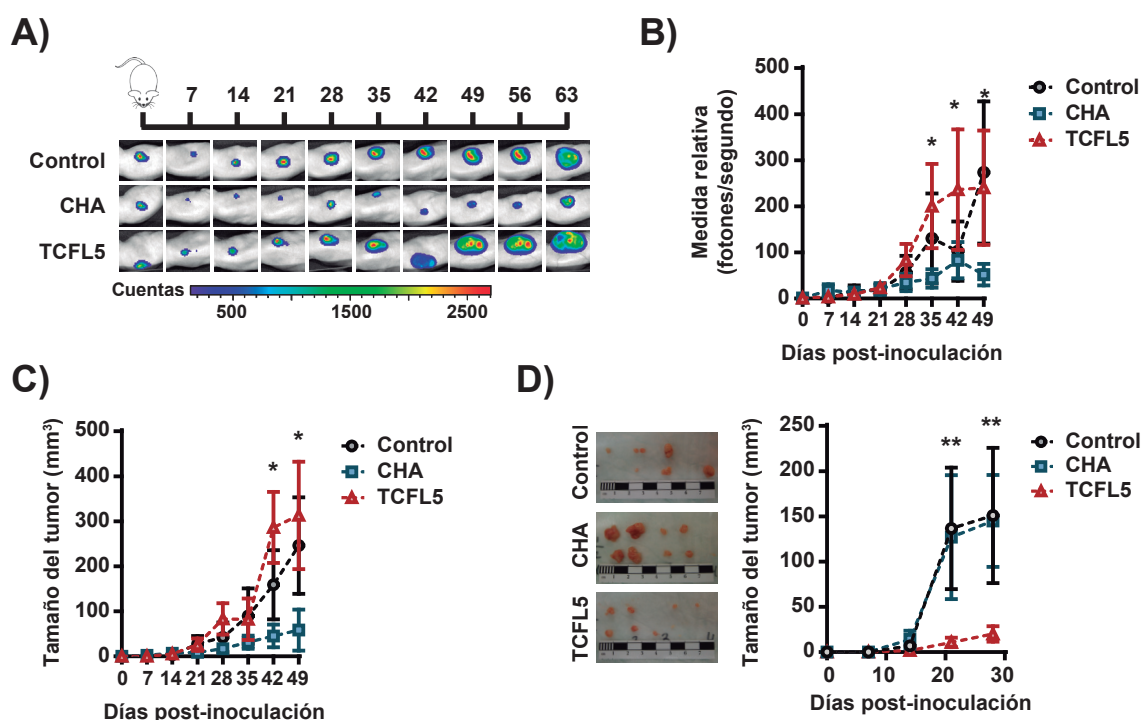 A)
7 14 21 28 35 42 49 56 63
Control
CHA
TCFL5
Cuentas
500 1500 2500
B)
Medida relativa
(fotones/segundo)
500
400
300
200
100
0
* * *
0 7 14 21 28 35 42 49
Días post-inoculación
Control
CHA
TCFL5
C)
Tamaño del tumor (mm³)
500
400
300
200
100
0
* *
0 7 14 21 28 35 42 49
Días post-inoculación
Control
CHA
TCFL5
D)
Control
CHA
TCFL5
Tamaño del tumor (mm³)
250
200
150
100
50
0
** **
0 10 20 30
Días post-inoculación
Control
CHA
TCFL5